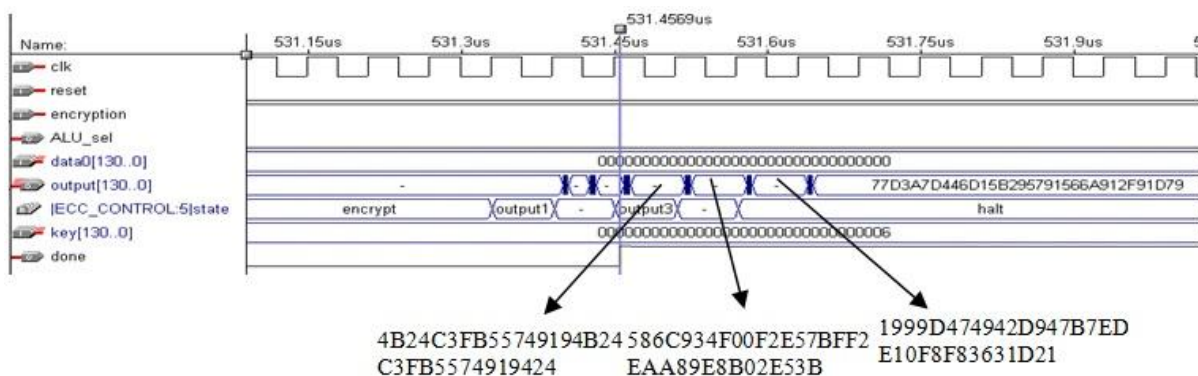 531.4569us
Name:
531.15us 531.3us 531.45us 531.6us 531.75us 531.9us
clk
reset
encryption
ALU_sel
data0[130..0] 000000000000000000000000000000000
output[130..0] - - - - - - 77D3A7D446D15B295791566A912F91D79
|ECC_CONTROL:5|state encrypt output1 - output3 - halt
key[130..0] 000000000000000000000000000000006
done
4B24C3FB55749194B24 586C934F00F2E57BFF2 1999D474942D947B7ED
C3FB5574919424 EAA89E8B02E53B E10F8F83631D21